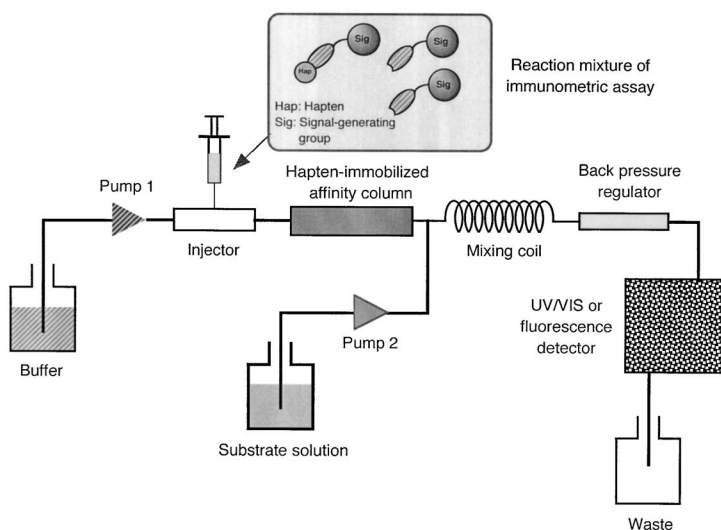 Sig
Sig
Hap
Sig
Hap: Hapten
Sig: Signal-generating
group
Reaction mixture of
immunometric assay
Pump 1
Hapten-immobilized
affinity column
Back pressure
regulator
Injector
Mixing coil
UV/VIS or
fluorescence
detector
Pump 2
Buffer
Substrate solution
Waste